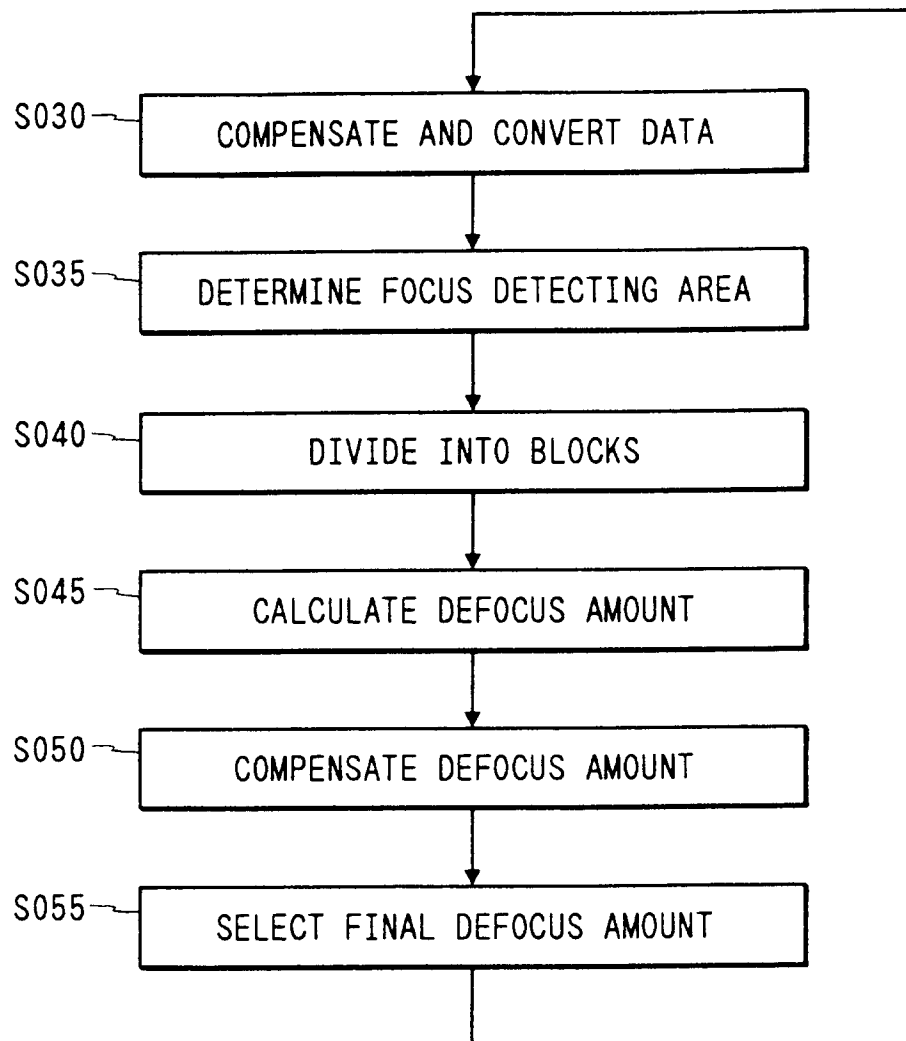 S030 COMPENSATE AND CONVERT DATA
S035 DETERMINE FOCUS DETECTING AREA
S040 DIVIDE INTO BLOCKS
S045 CALCULATE DEFOCUS AMOUNT
S050 COMPENSATE DEFOCUS AMOUNT
S055 SELECT FINAL DEFOCUS AMOUNT